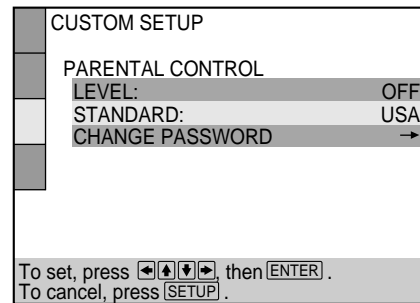 CUSTOM SETUP
PARENTAL CONTROL
LEVEL: OFF
STANDARD: USA
CHANGE PASSWORD →
To set, press ←↑↓→, then ENTER .
To cancel, press SETUP .